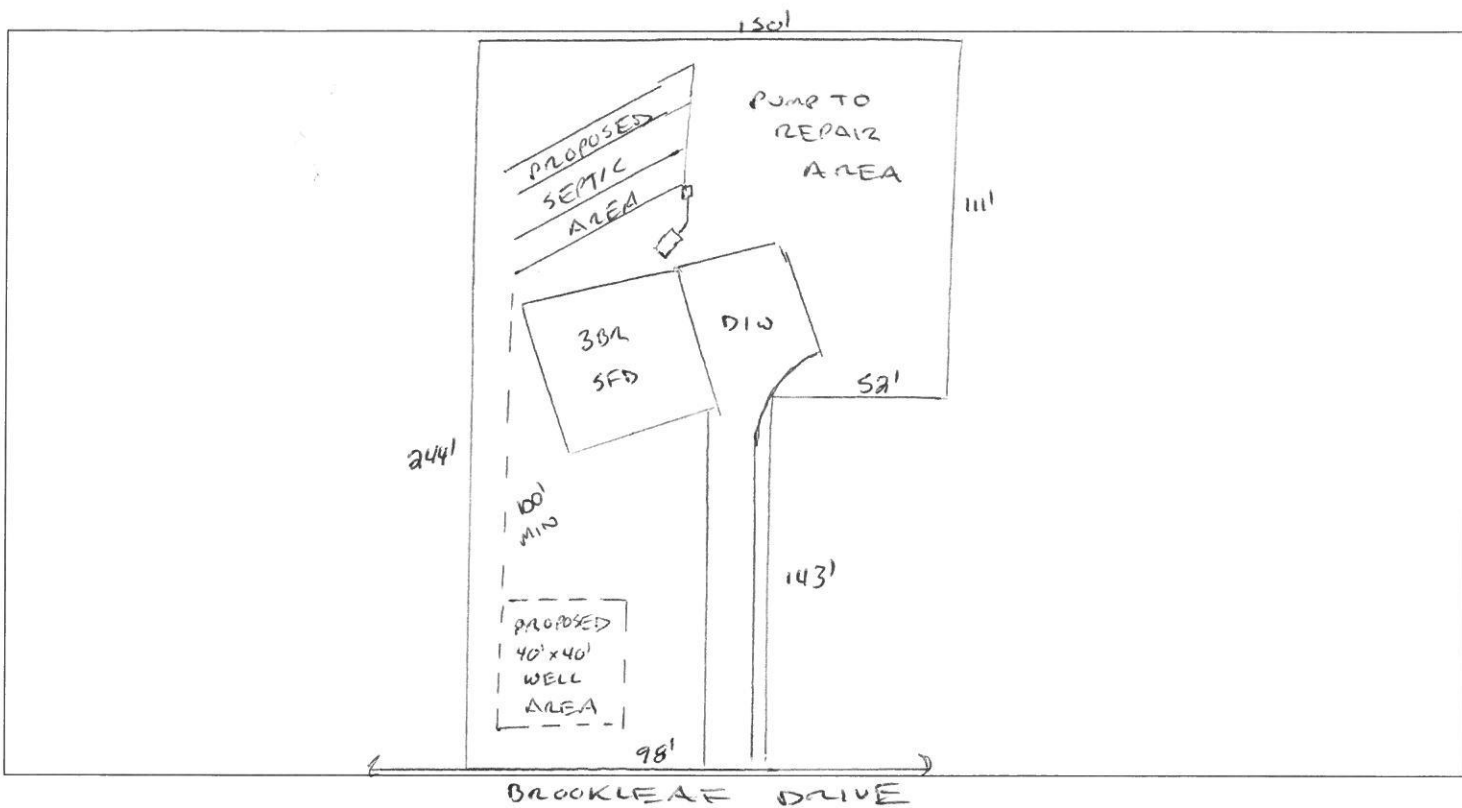 150'
PUMP TO
REPAIR
AREA
PROPOSED
SEPTIC
AREA
111'
3BR
SFD
D/W
52'
244'
100'
MIN
143'
PROPOSED
40' x 40'
WELL
AREA
98'
BROOKLEAF DRIVE